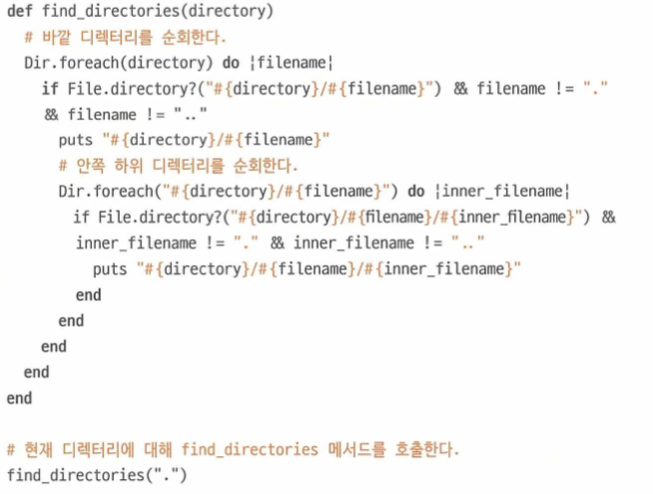 def find_directories(directory)
# 바깥 디렉터리를 순회한다.
Dir.foreach(directory) do |filename|
if File.directory?("#{directory}/#{filename}") && filename != "."
&& filename != ".."
puts "#{directory}/#{filename}"
# 안쪽 하위 디렉터리를 순회한다.
Dir.foreach("#{directory}/#{filename}") do |inner_filename|
if File.directory?("#{directory}/#{filename}/#{inner_filename}") &&
inner_filename != "." && inner_filename != ".."
puts "#{directory}/#{filename}/#{inner_filename}"
end
end
end
end
end
# 현재 디렉터리에 대해 find_directories 메서드를 호출한다.
find_directories(".")